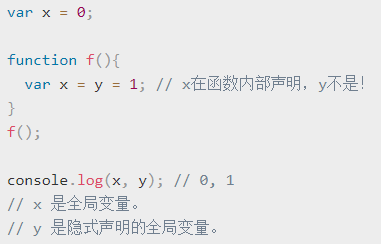 var x = 0;
function f(){
var x = y = 1; // x在函数内部声明，y不是！
}
f();
console.log(x, y); // 0, 1
// x 是全局变量。
// y 是隐式声明的全局变量。